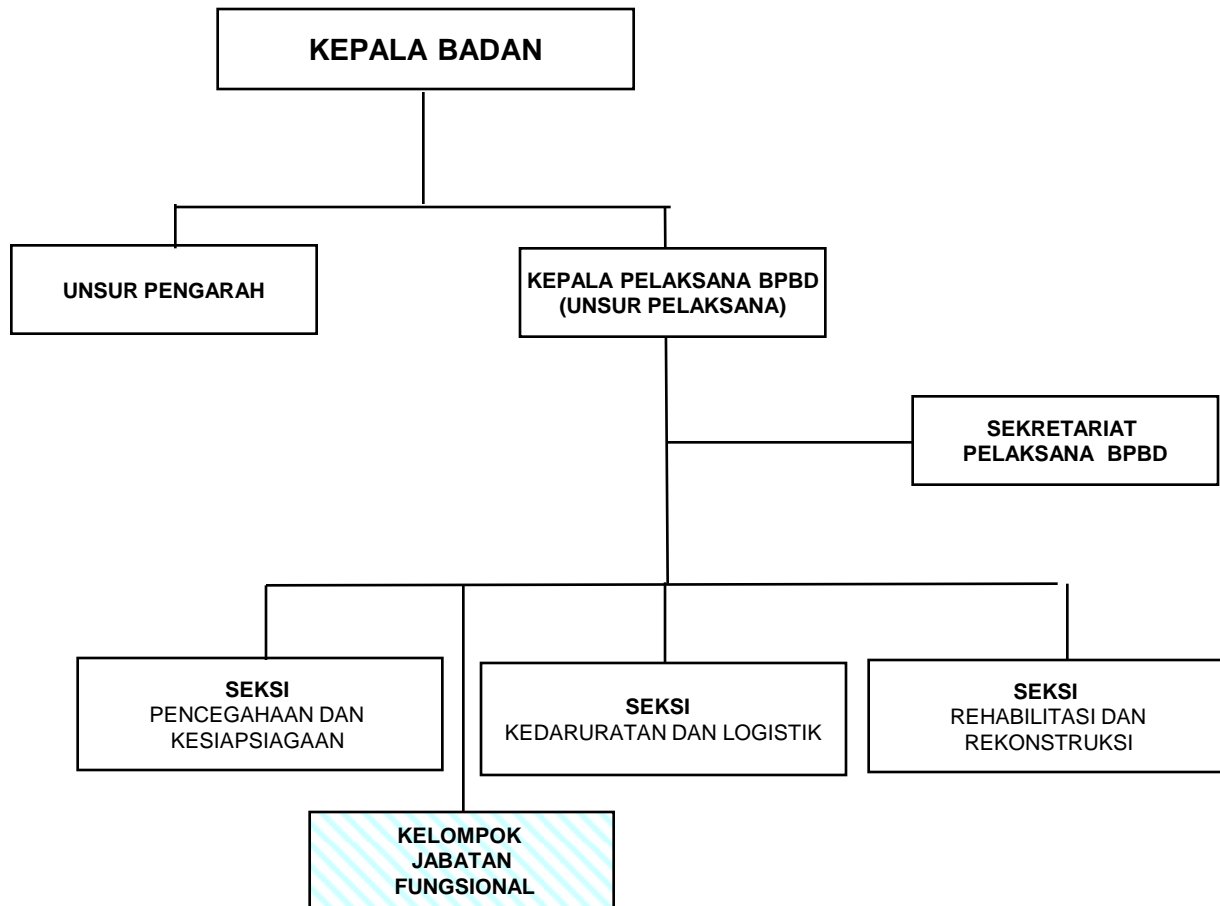 KEPALA BADAN
UNSUR PENGARAH
KEPALA PELAKSANA BPBD
(UNSUR PELAKSANA)
SEKRETARIAT
PELAKSANA BPBD
SEKSI
PENCEGAHAAN DAN
KESIAPSIAGAAN
SEKSI
KEDARURATAN DAN LOGISTIK
SEKSI
REHABILITASI DAN
REKONSTRUKSI
KELOMPOK
JABATAN
FUNGSIONAL